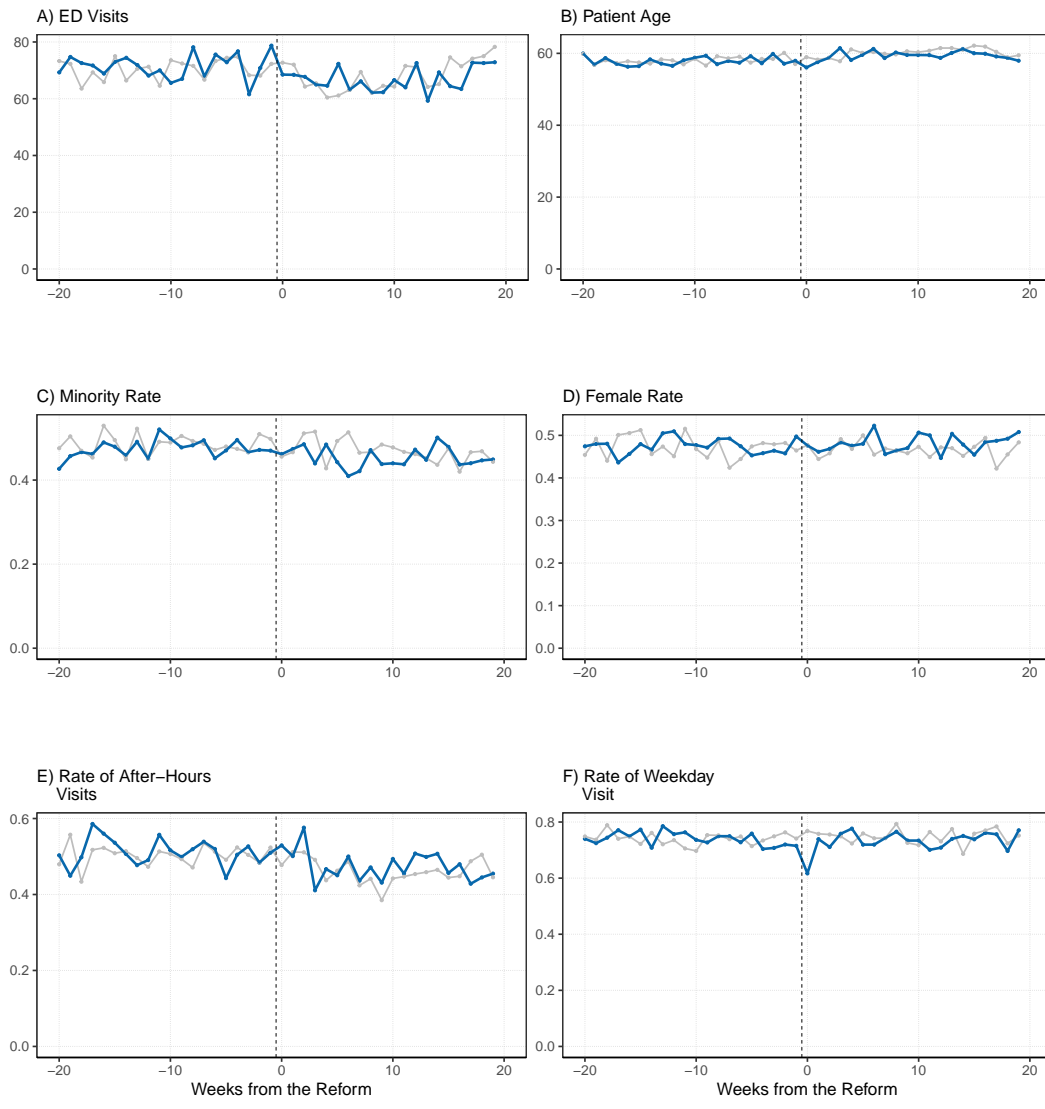 A) ED Visits
80
60
40
20
0
−20 −10 0 10 20
B) Patient Age
60
40
20
0
−20 −10 0 10 20
C) Minority Rate
0.4
0.2
0.0
−20 −10 0 10 20
D) Female Rate
0.5
0.4
0.3
0.3
0.2
0.1
0.0
−20 −10 0 10 20
E) Rate of After−Hours
Visits
0.6
0.4
0.2
0.0
−20 −10 0 10 20
Weeks from the Reform
F) Rate of Weekday
Visit
0.8
0.6
0.4
0.2
0.0
−20 −10 0 10 20
Weeks from the Reform